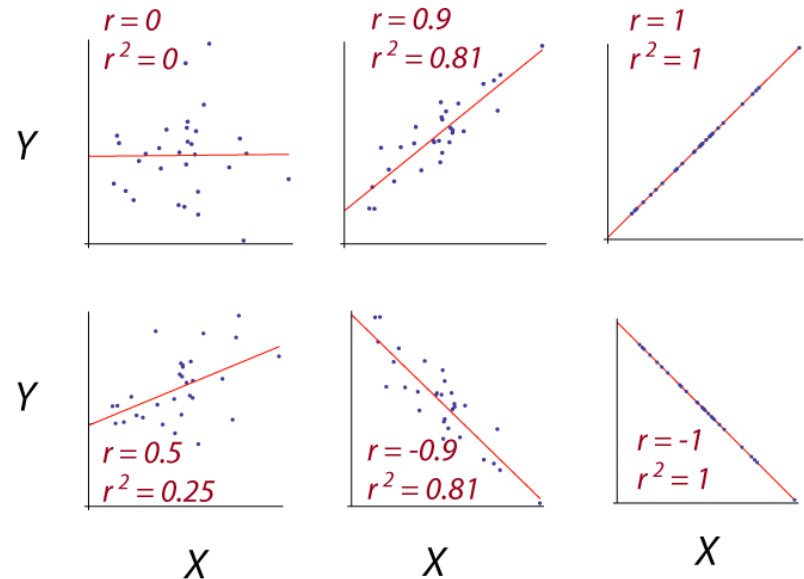 r = 0
r² = 0
r = 0.9
r² = 0.81
r = 1
r² = 1
Y
r = 0.5
r² = 0.25
r = -0.9
r² = 0.81
r = -1
r² = 1
Y
X
X
X